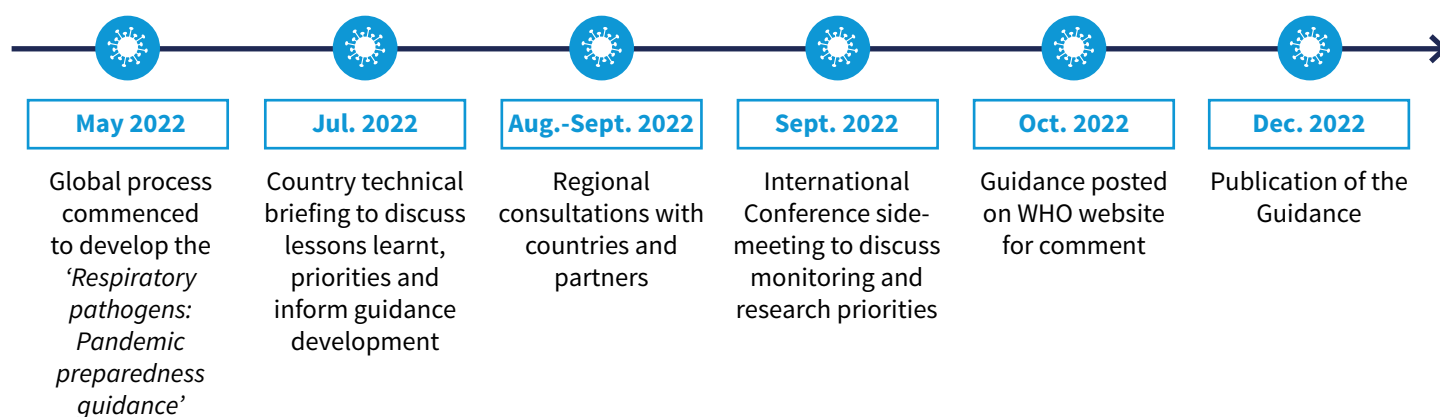 May 2022
Global process
commenced
to develop the
‘Respiratory
pathogens:
Pandemic
preparedness
guidance’
Jul. 2022
Country technical
briefing to discuss
lessons learnt,
priorities and
inform guidance
development
Aug.-Sept. 2022
Regional
consultations with
countries and
partners
Sept. 2022
International
Conference side-
meeting to discuss
monitoring and
research priorities
Oct. 2022
Guidance posted
on WHO website
for comment
Dec. 2022
Publication of the
Guidance